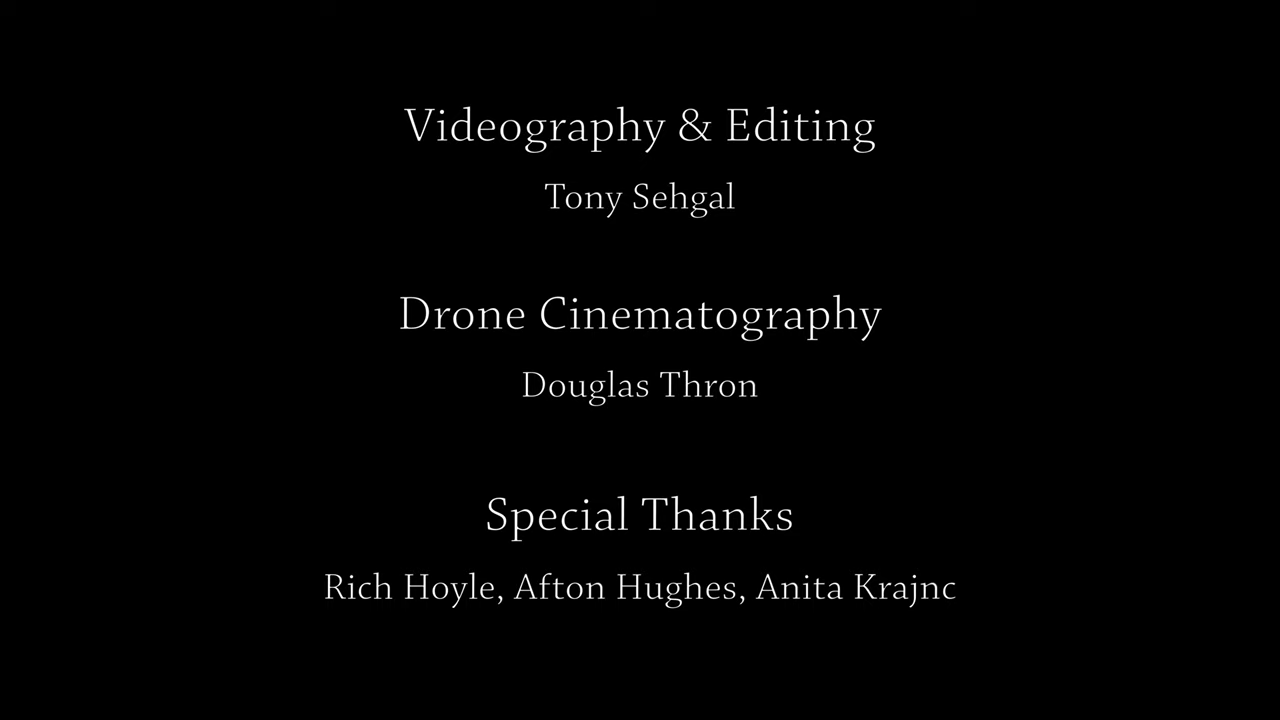 Videography & Editing
Tony Sehgal
Drone Cinematography
Douglas Thron
Special Thanks
Rich Hoyle, Afton Hughes, Anita Krajnc